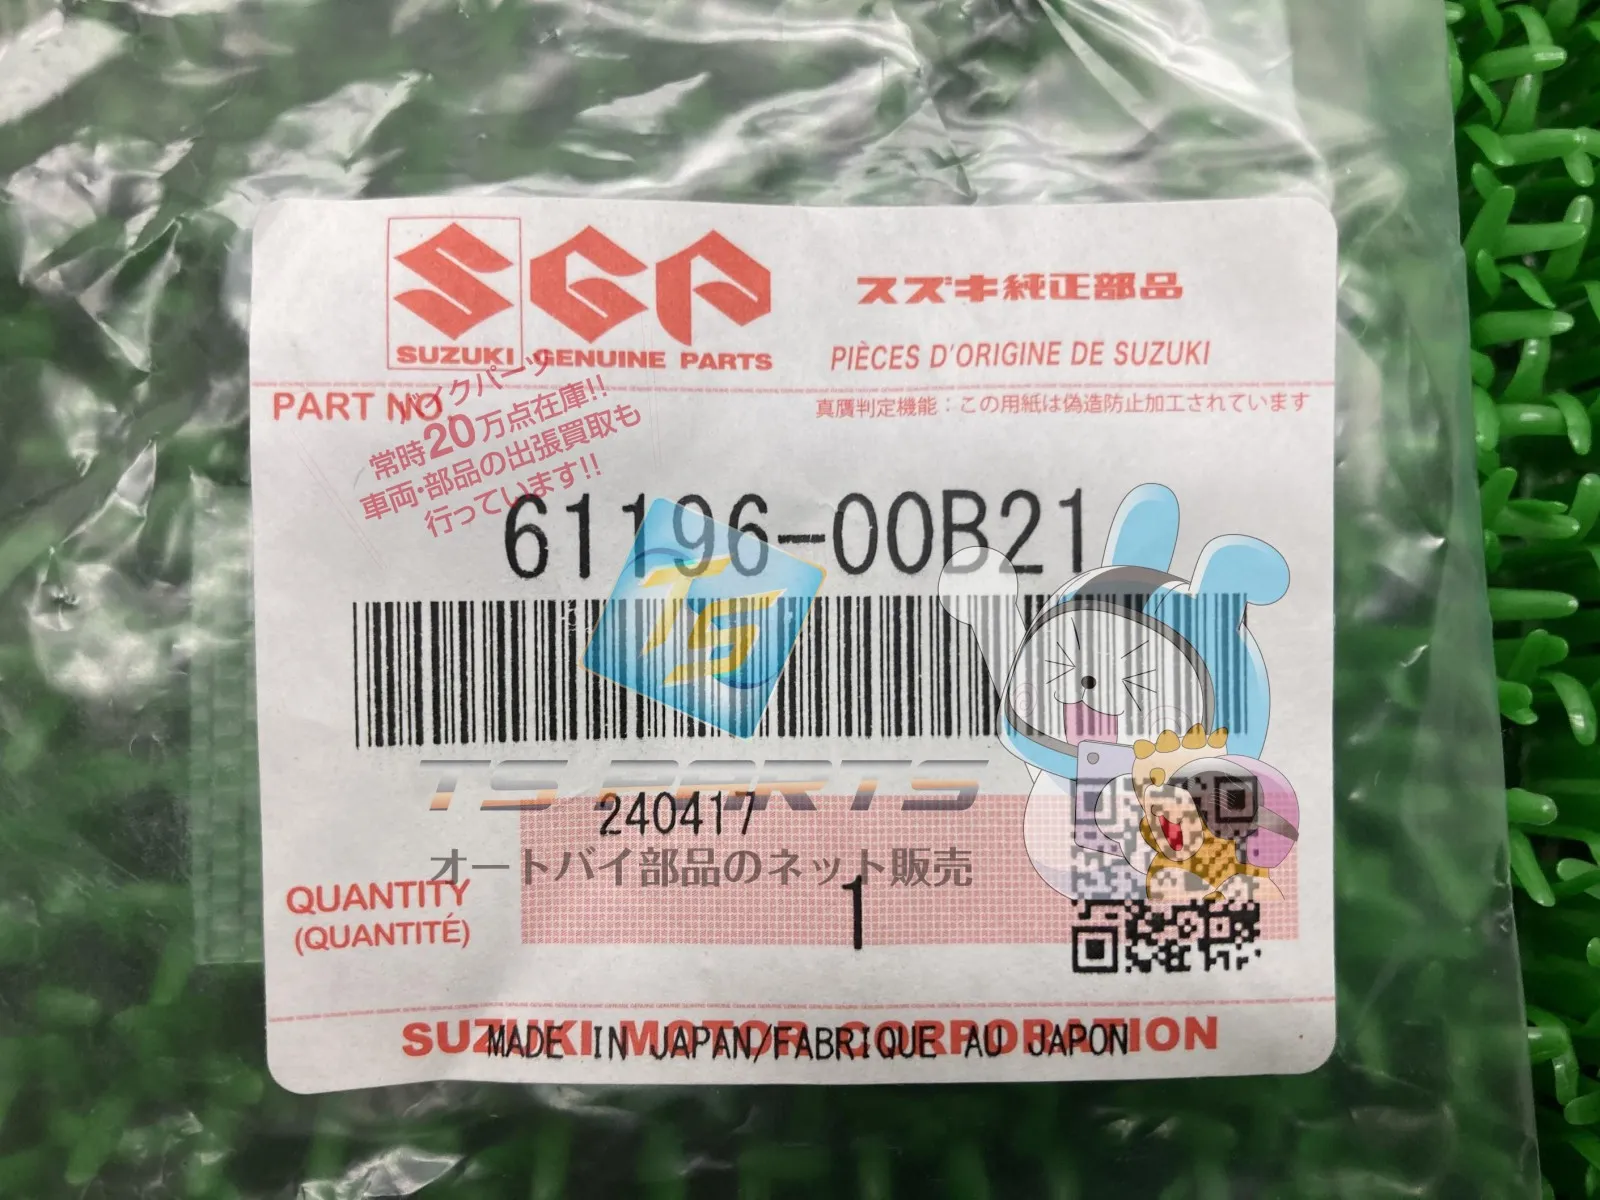 SUZUKI GENUINE PARTS
スズキ純正部品
PIÈCES D'ORIGINE DE SUZUKI
PART NO.
真贋判定機能:この用紙は偽造防止加工されています
バイクパーツ
常時20万点在庫!!
車両・部品の出張買取も
行っています!!
61196-00B21
TS
TS PARTS
240417
オートバイ部品のネット販売
QUANTITY
(QUANTITÉ)
1
SUZUKI MOTOR CORPORATION
MADE IN JAPAN/FABRIQUE AU JAPON